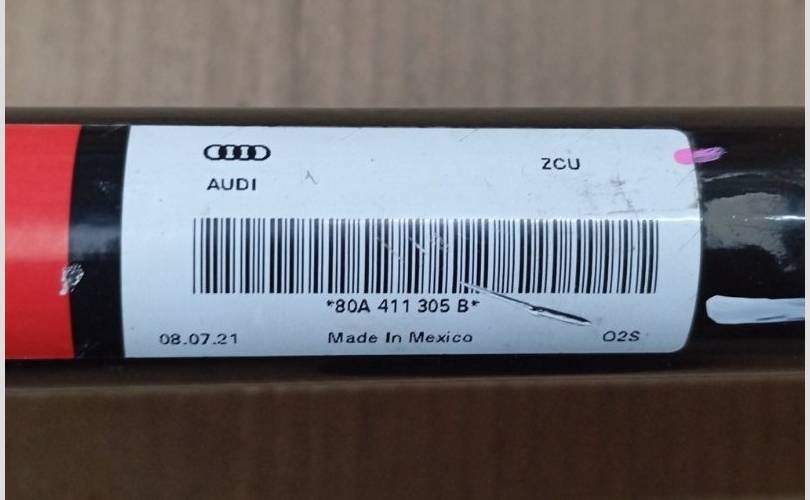 AUDI
ZCU
*80A 411 305 B*
08.07.21 Made In Mexico O2S